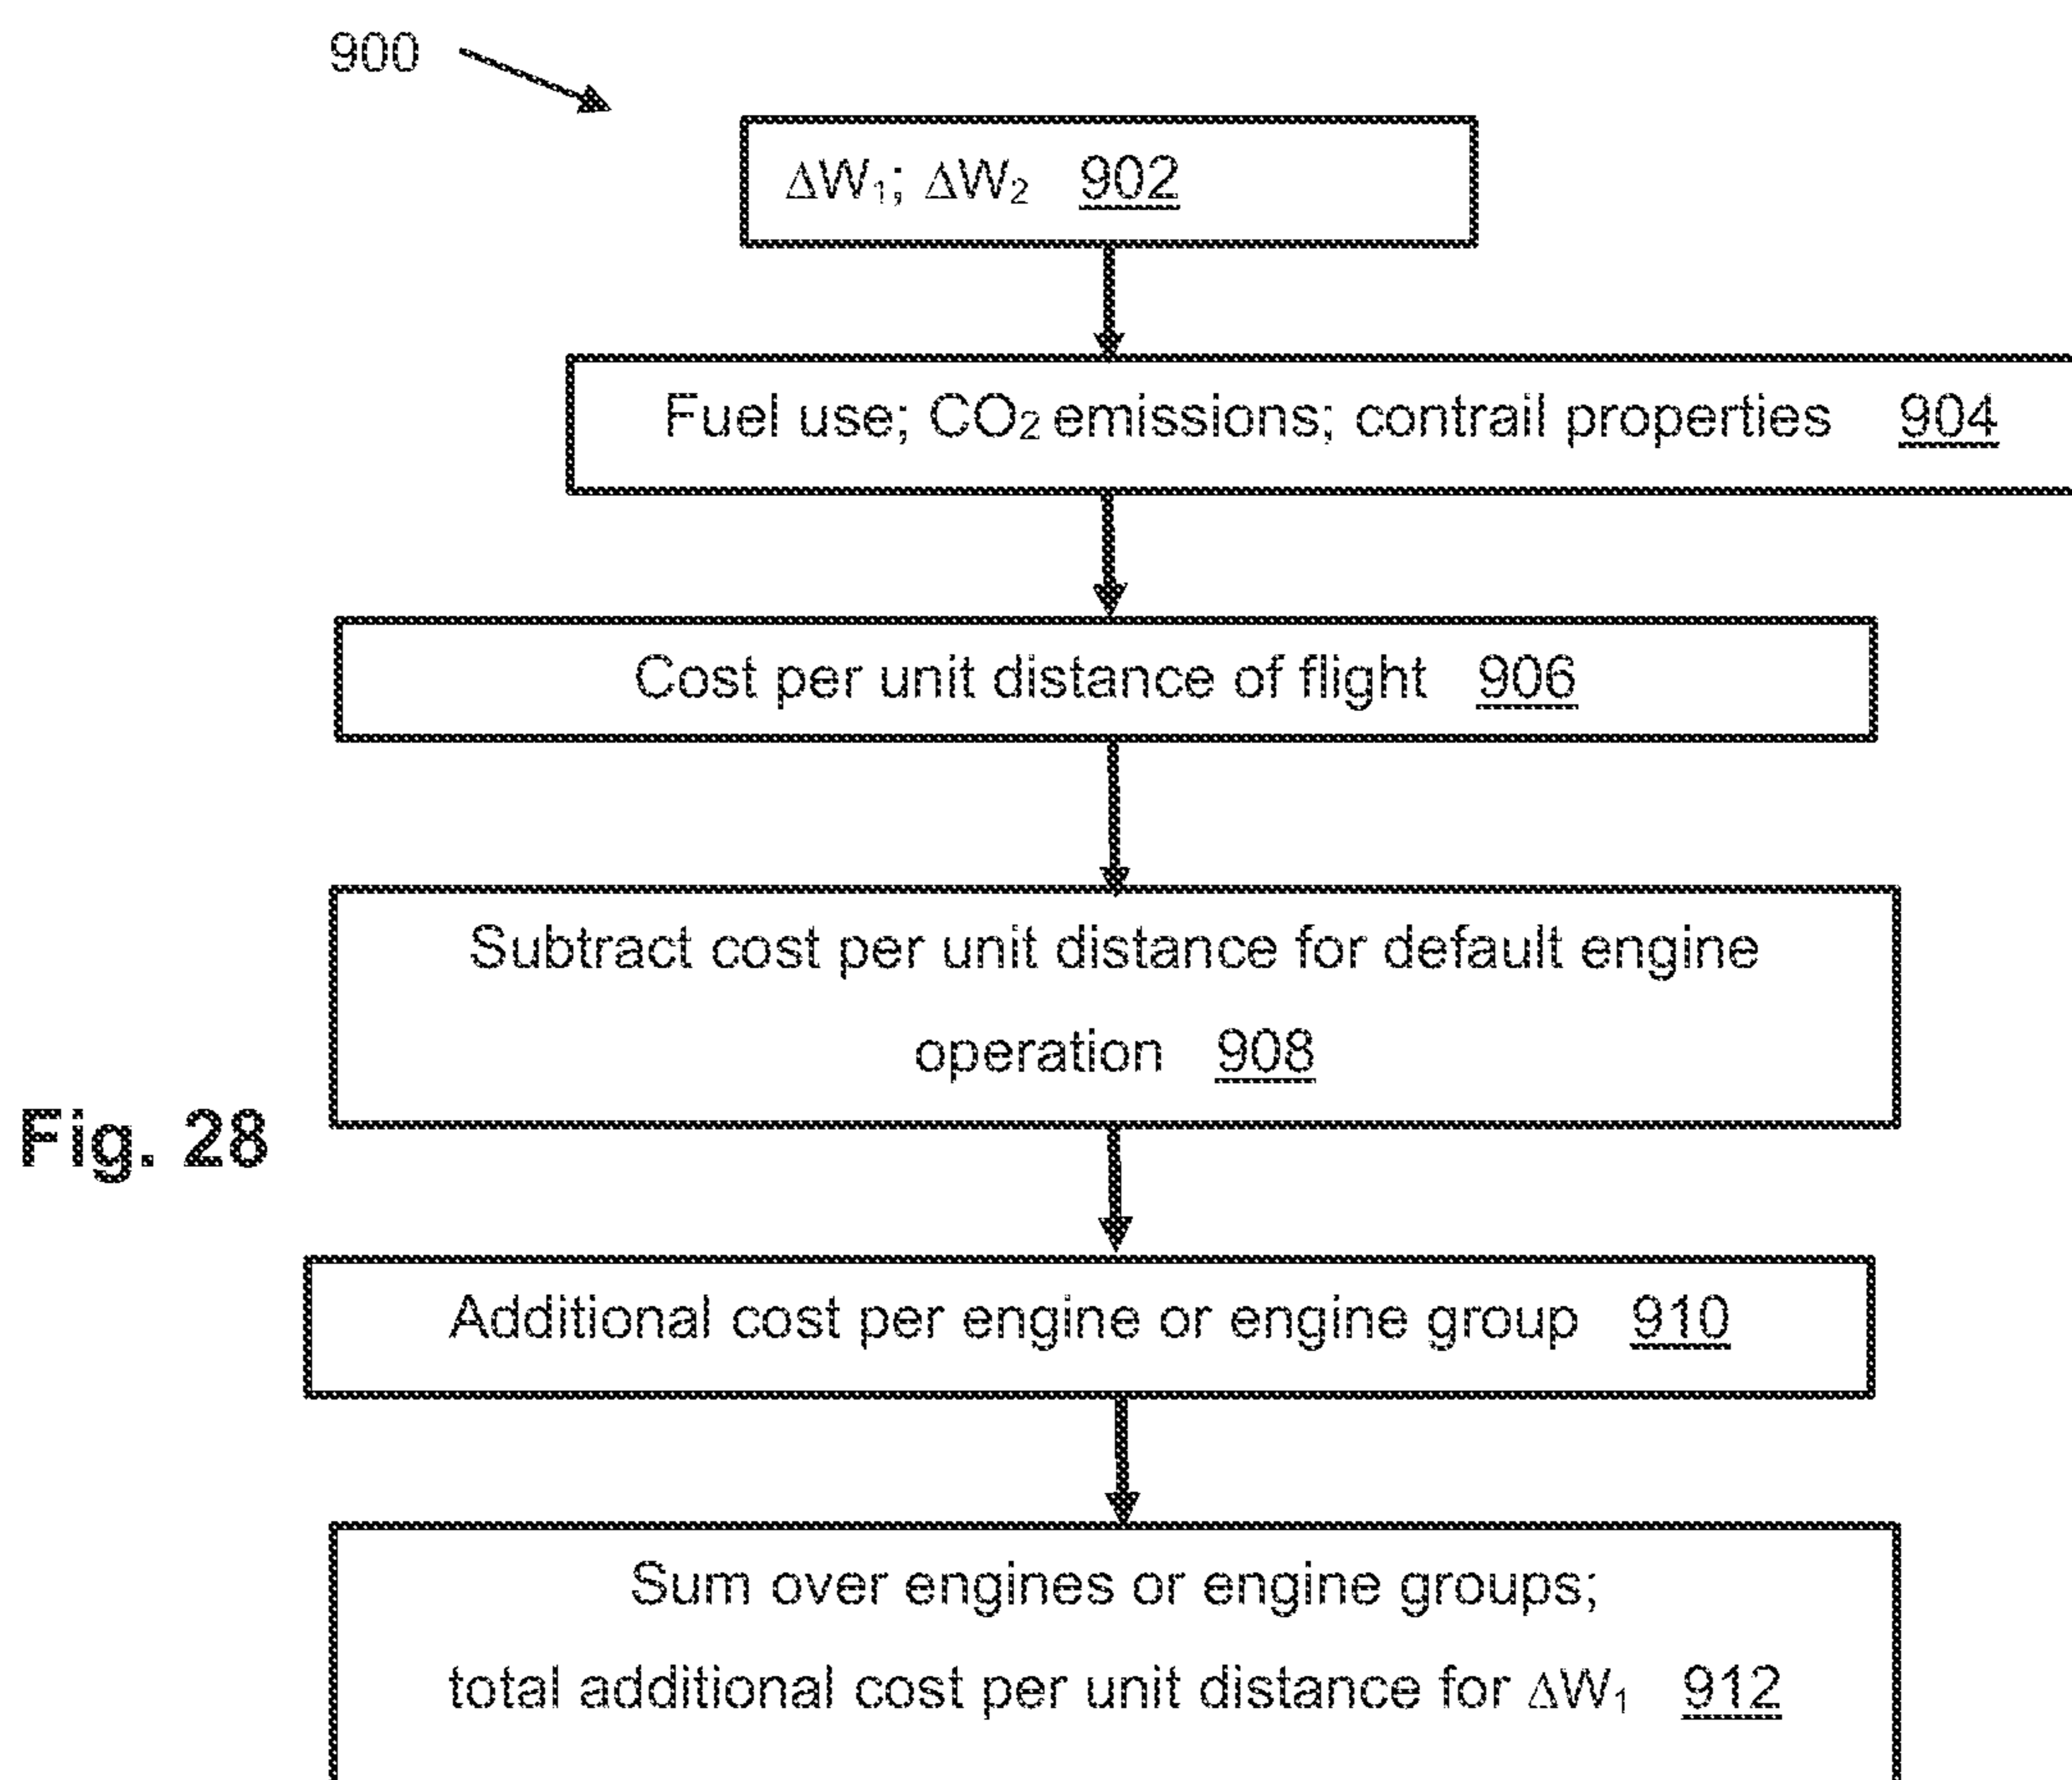 900
ΔW₁; ΔW₂ 902
Fuel use; CO₂ emissions; contrail properties 904
Cost per unit distance of flight 906
Subtract cost per unit distance for default engine
operation 908
Fig. 28
Additional cost per engine or engine group 910
Sum over engines or engine groups;
total additional cost per unit distance for ΔW₁ 912